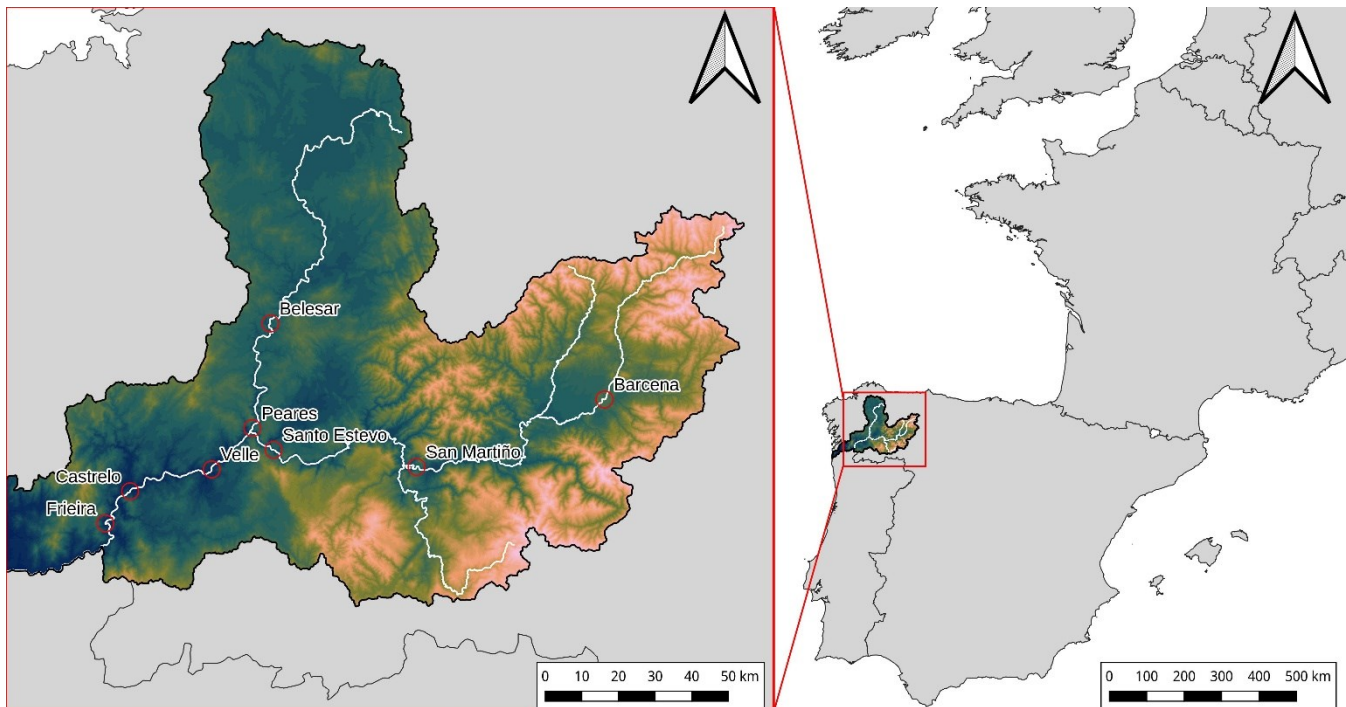 Belesar
Barcena
Peares
Santo Estevo
San Martiño
Velle
Castrelo
Frieira
0 10 20 30 40 50 km
0 100 200 300 400 500 km